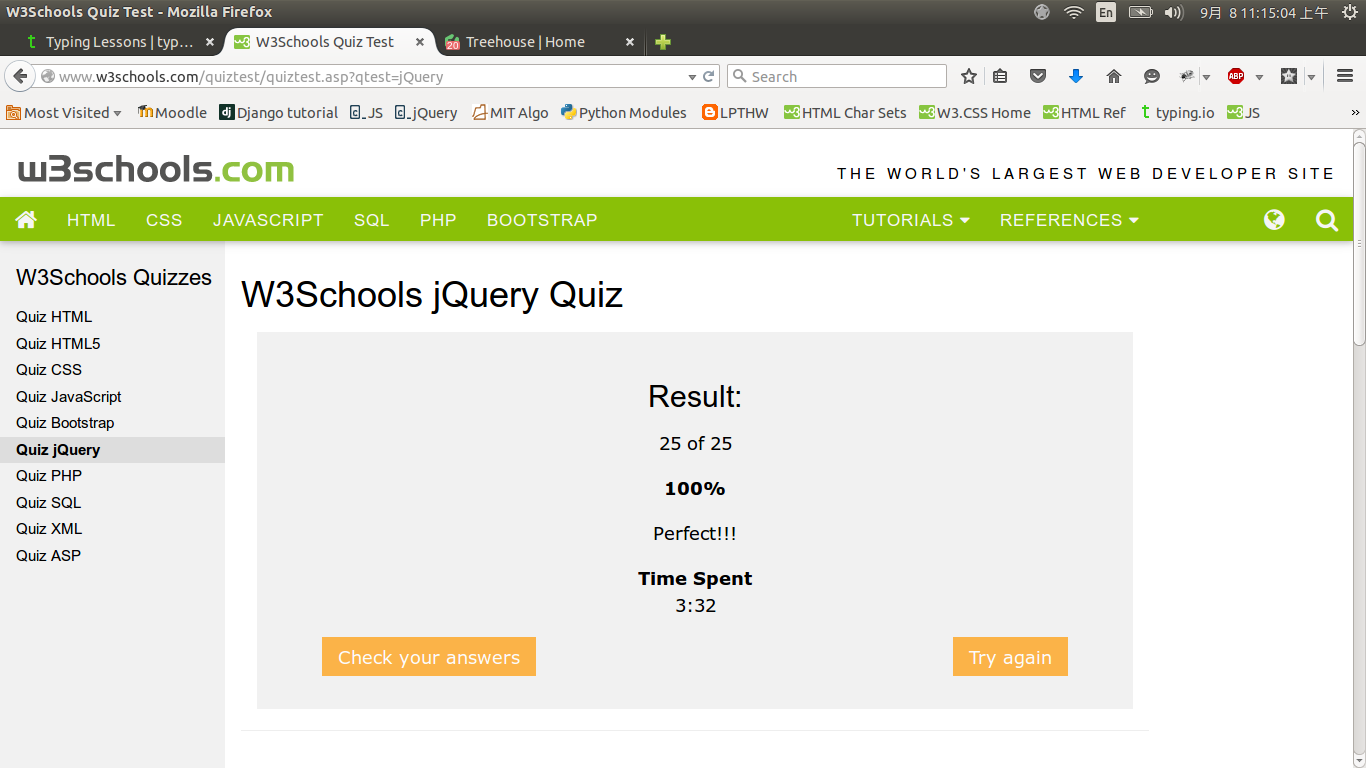 W3Schools Quiz Test - Mozilla Firefox
En
9月 8 11:15:04 上午
t Typing Lessons | typ... ×
W3Schools Quiz Test ×
20 Treehouse | Home ×
www.w3schools.com/quiztest/quiztest.asp?qtest=jQuery
Search
ABP
Most Visited
Moodle
dj Django tutorial
JS
jQuery
MIT Algo
Python Modules
LPTHW
HTML Char Sets
W3.CSS Home
HTML Ref
t typing.io
JS
»
w3schools.com
THE WORLD'S LARGEST WEB DEVELOPER SITE
HTML CSS JAVASCRIPT SQL PHP BOOTSTRAP TUTORIALS REFERENCES
W3Schools Quizzes
Quiz HTML
Quiz HTML5
Quiz CSS
Quiz JavaScript
Quiz Bootstrap
Quiz jQuery
Quiz PHP
Quiz SQL
Quiz XML
Quiz ASP
W3Schools jQuery Quiz
Result:
25 of 25
100%
Perfect!!!
Time Spent
3:32
Check your answers
Try again